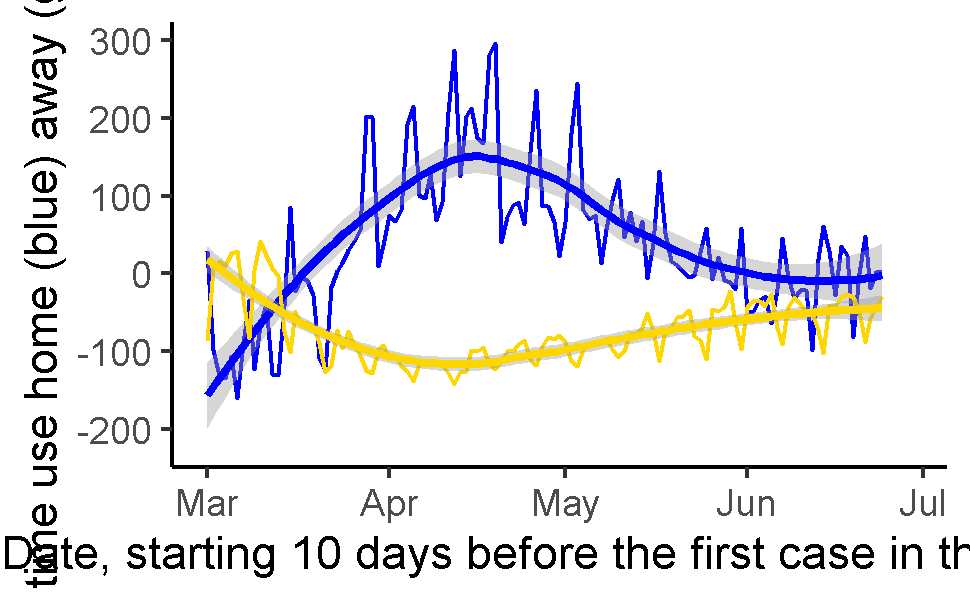 time use home (blue) away (
300
200
100
0
-100
-200
Mar Apr May Jun Jul
Date, starting 10 days before the first case in th